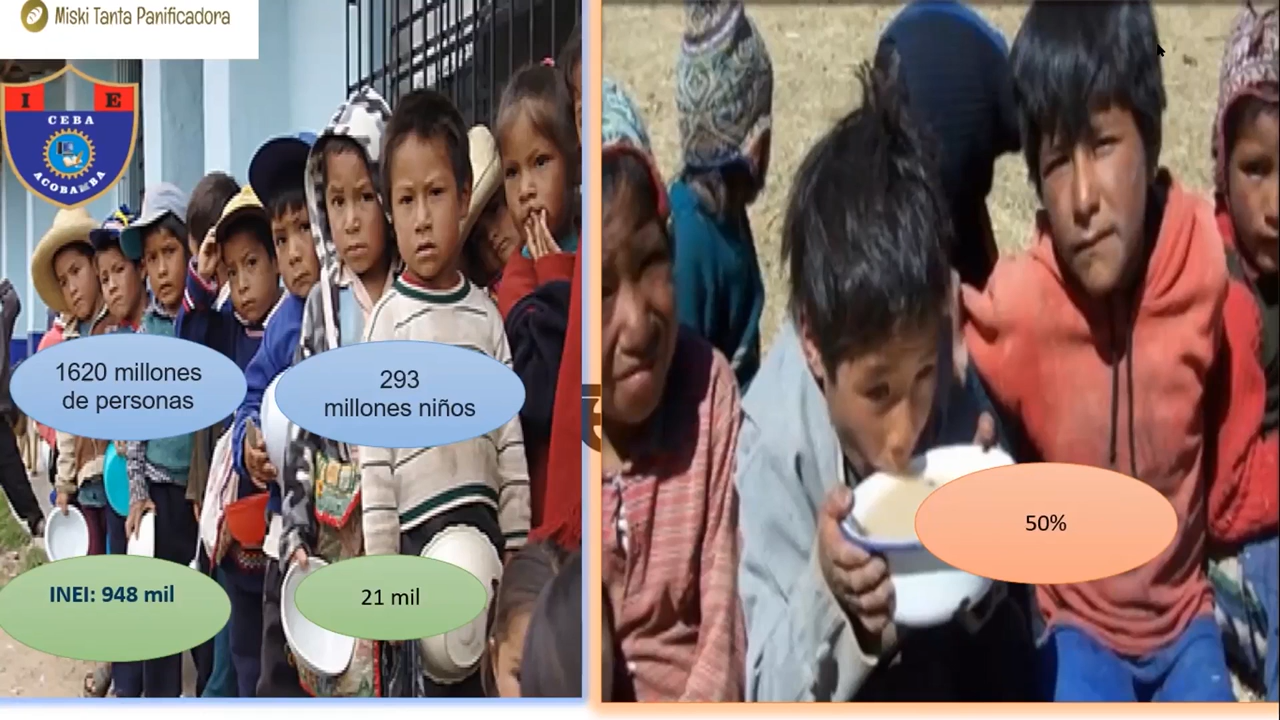 Miski Tanta Panificadora
I E
CEBA
ACOBAMBA
1620 millones
de personas
293
millones niños
50%
INEI: 948 mil
21 mil